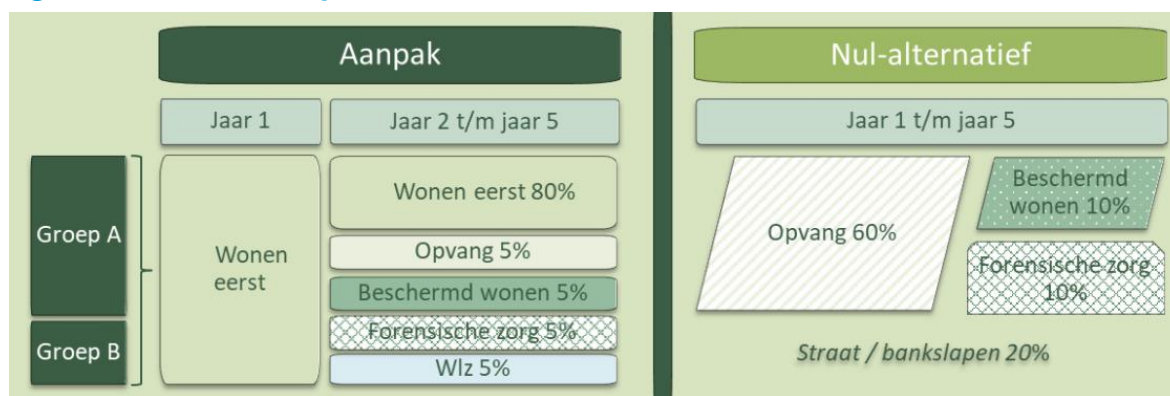 Aanpak
Nul-alternatief
Jaar 1
Jaar 2 t/m jaar 5
Jaar 1 t/m jaar 5
Groep A
Groep B
Wonen
eerst
Wonen eerst 80%
Opvang 5%
Beschermd wonen 5%
Forensische zorg 5%
Wlz 5%
Opvang 60%
Beschermd
wonen 10%
Forensische zorg
10%
Straat / bankslapen 20%